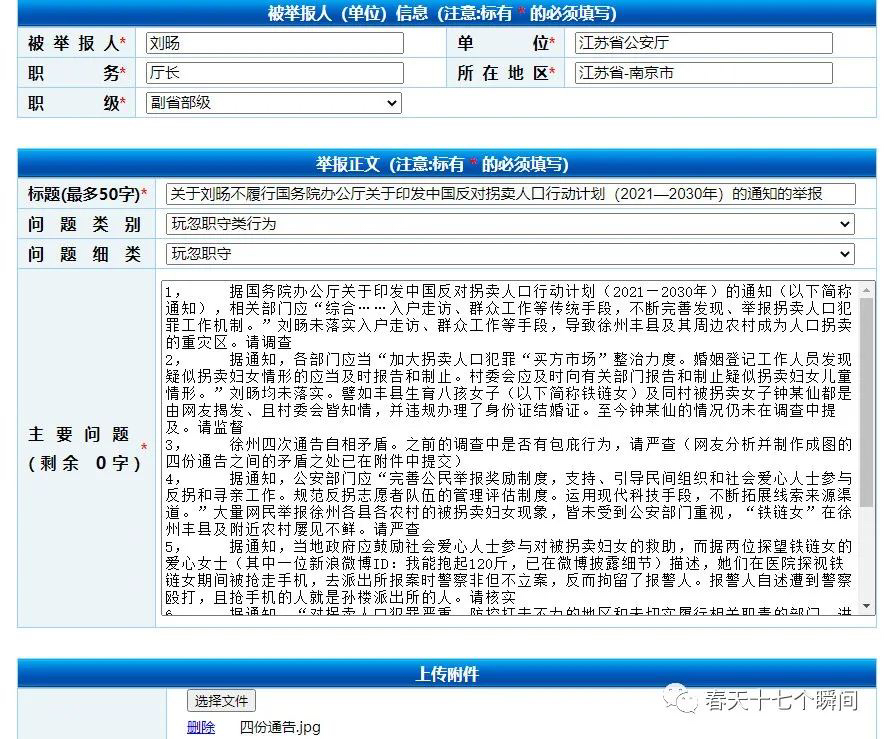 被举报人（单位）信息（注意:标有 * 的必须填写）
被举报人* 刘旸 单位* 江苏省公安厅
职务* 厅长 所在地区* 江苏省-南京市
职级* 副省部级
举报正文（注意:标有 * 的必须填写）
标题(最多50字)* 关于刘旸不履行国务院办公厅关于印发中国反对拐卖人口行动计划（2021—2030年）的通知的举报
问题类别 玩忽职守类行为
问题细类 玩忽职守
主要问题*
(剩余 0字)
1， 据国务院办公厅关于印发中国反对拐卖人口行动计划（2021－2030年）的通知（以下简称
通知），相关部门应“综合……入户走访、群众工作等传统手段，不断完善发现、举报拐卖人口犯
罪工作机制。”刘旸未落实入户走访、群众工作等手段，导致徐州丰县及其周边农村成为人口拐卖
的重灾区。请调查
2， 据通知，各部门应当“加大拐卖人口犯罪“买方市场”整治力度。婚姻登记工作人员发现
疑似拐卖妇女情形的应当及时报告和制止。村委会应及时向有关部门报告和制止疑似拐卖妇女儿童
情形。”刘旸均未落实。譬如丰县生育八孩女子（以下简称铁链女）及同村被拐卖女子钟某仙都是
由网友揭发、且村委会皆知情，并违规办理了身份证结婚证。至今钟某仙的情况仍未在调查中提
及。请监督
3， 徐州四次通告自相矛盾。之前的调查中是否有包庇行为，请严查（网友分析并制作成图的
四份通告之间的矛盾之处已在附件中提交）
4， 据通知，公安部门应“完善公民举报奖励制度，支持、引导民间组织和社会爱心人士参与
反拐和寻亲工作。规范反拐志愿者队伍的管理评估制度。运用现代科技手段，不断拓展线索来源渠
道。”大量网民举报徐州各县各农村的被拐卖妇女现象，皆未受到公安部门重视，“铁链女”在徐
州丰县及附近农村屡见不鲜。请严查
5， 据通知，当地政府应鼓励社会爱心人士参与对被拐卖妇女的救助，而据两位探望铁链女的
爱心女士（其中一位新浪微博ID：我能抱起120斤，已在微博披露细节）描述，她们在医院探视铁
链女期间被抢走手机，去派出所报案时警察非但不立案，反而拘留了报警人。报警人自述遭到警察
殴打，且抢手机的人就是孙楼派出所的人。请核实
6， 据通知，“对拐卖人口犯罪严重、防控打击不力的地区和未切实履行相关职责的部门，进
上传附件
选择文件
删除 四份通告.jpg
春天十七个瞬间